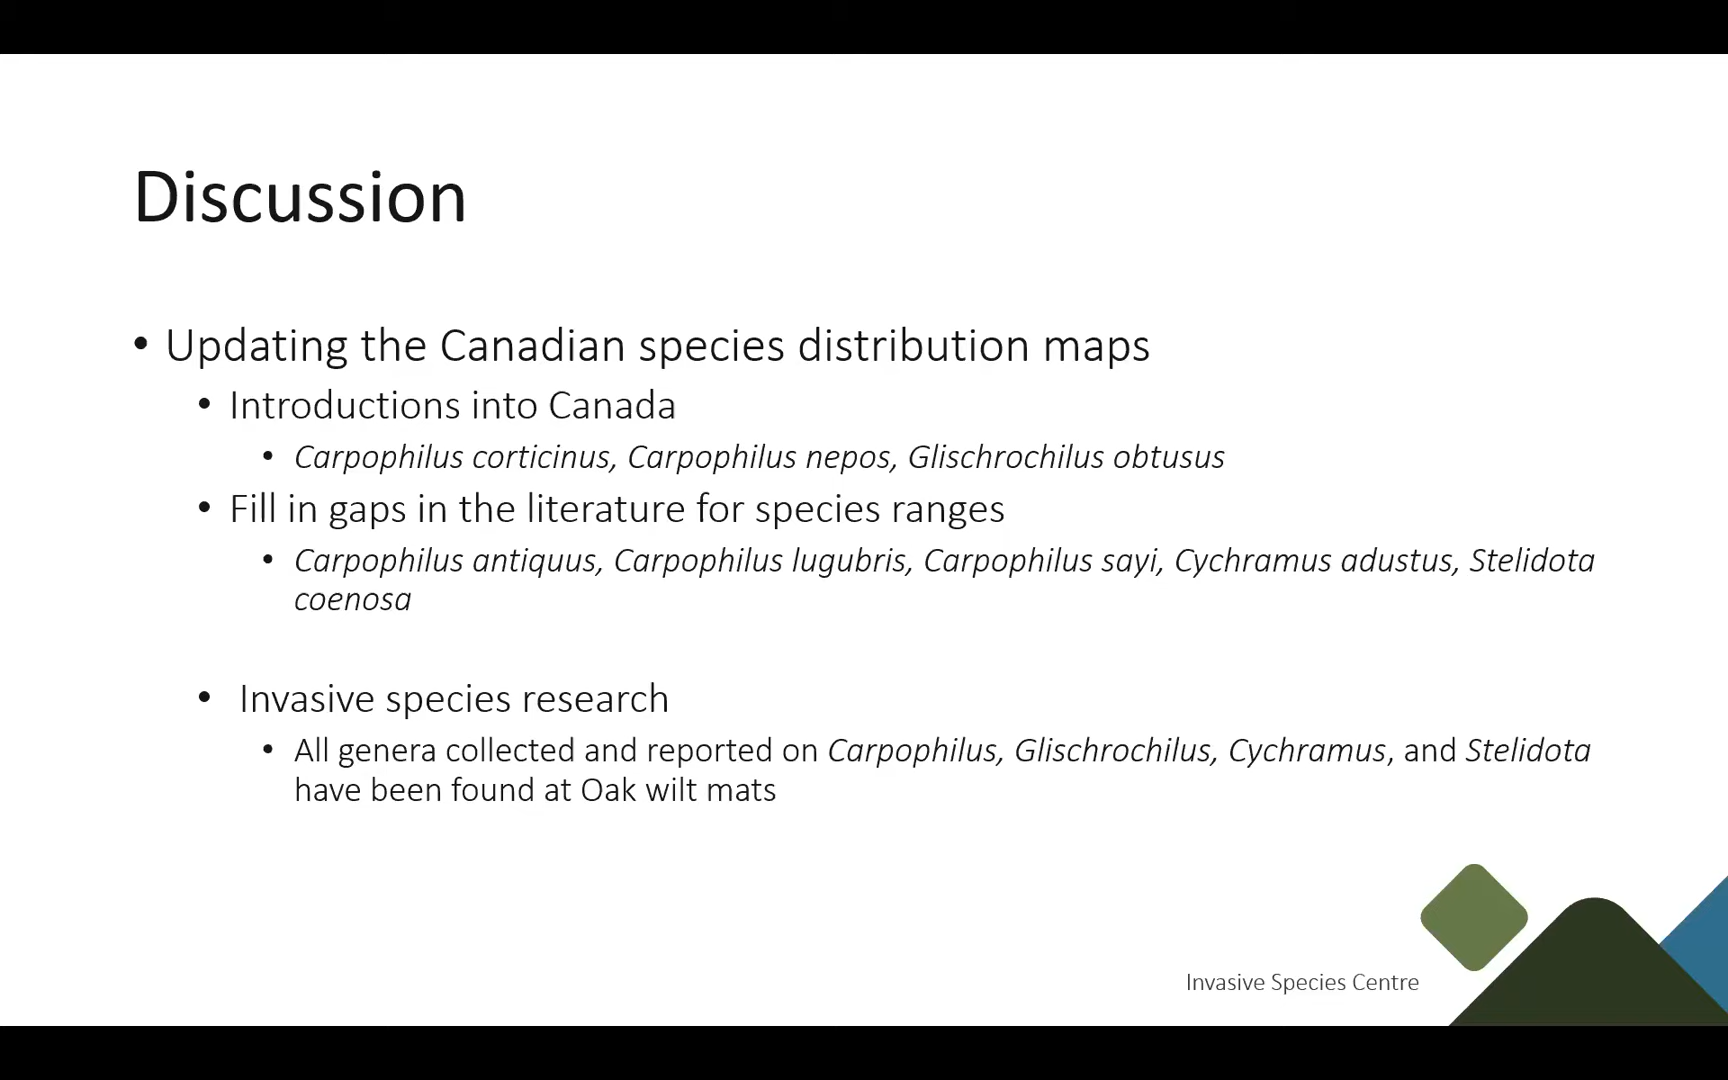 Discussion
• Updating the Canadian species distribution maps
• Introductions into Canada
• Carpophilus corticinus, Carpophilus nepos, Glischrochilus obtusus
• Fill in gaps in the literature for species ranges
• Carpophilus antiquus, Carpophilus lugubris, Carpophilus sayi, Cychramus adustus, Stelidota
coenosa
• Invasive species research
• All genera collected and reported on Carpophilus, Glischrochilus, Cychramus, and Stelidota
have been found at Oak wilt mats
Invasive Species Centre